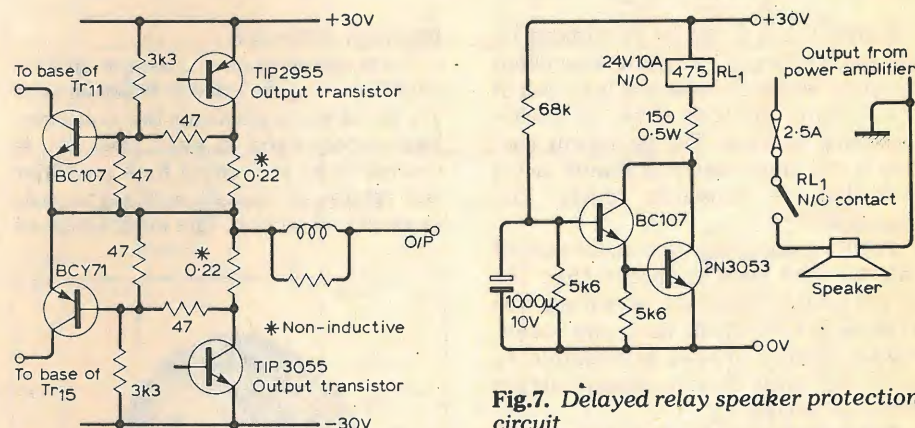 +30V
3k3
To base of
Tr11
TIP2955
Output transistor
47
BC107
47
*
0·22
O/P
47
*
0·22
BCY71
47
* Non-inductive
To base of
Tr15
3k3
TIP3055
Output transistor
-30V
+30V
24V 10A
N/O
475
RL1
68k
150
0·5W
BC107
2N3053
1000µ
10V
5k6
5k6
0V
Output from
power amplifier
2·5A
RL1
N/O contact
Speaker
Fig.7. Delayed relay speaker protection
circuit